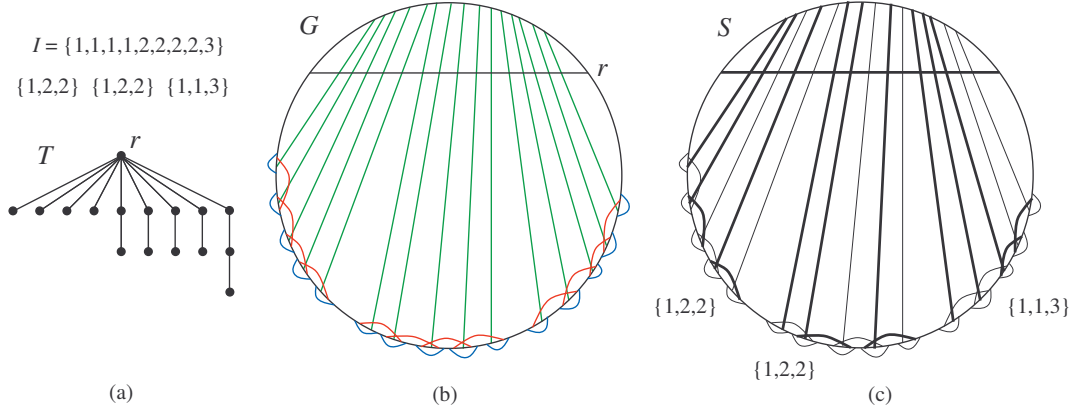 I = {1,1,1,1,2,2,2,2,2,3}
{1,2,2} {1,2,2} {1,1,3}
T
r
(a)
G
r
(b)
S
{1,2,2}
{1,2,2}
{1,1,3}
(c)